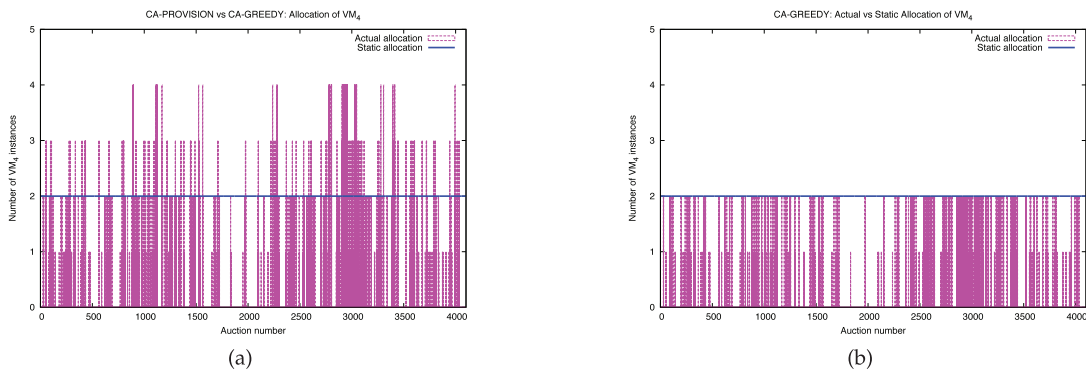 CA-PROVISION vs CA-GREEDY: Allocation of VM4
5
4
3
2
1
0
Number of VM4 instances
Actual allocation
Static allocation
0 500 1000 1500 2000 2500 3000 3500 4000
Auction number
(a)
CA-GREEDY: Actual vs Static Allocation of VM4
5
4
3
2
1
0
Number of VM4 instances
Actual allocation
Static allocation
0 500 1000 1500 2000 2500 3000 3500 4000
Auction number
(b)